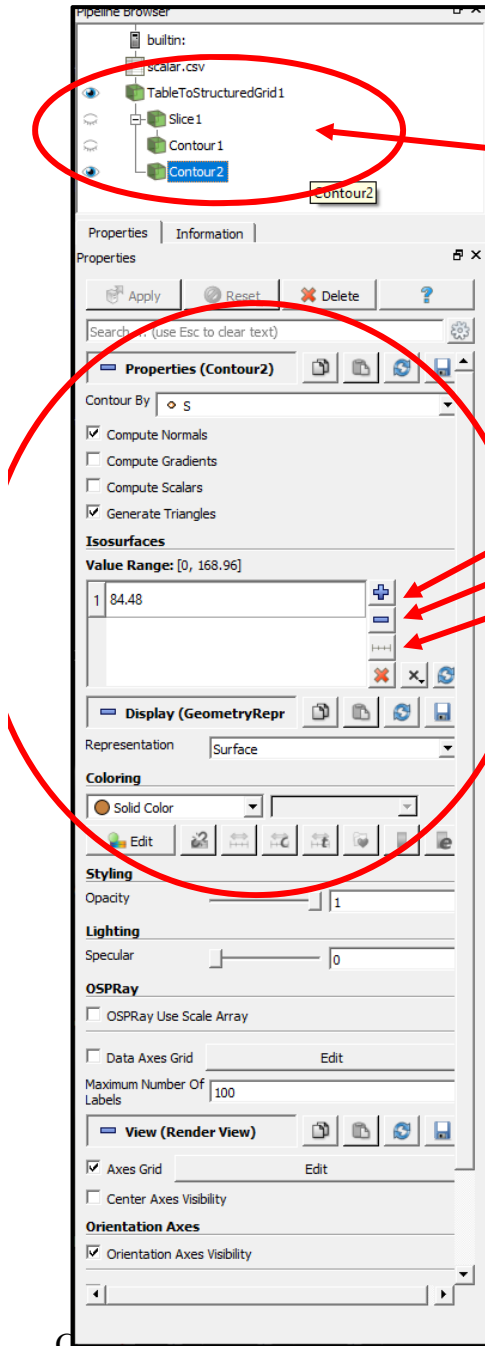 Pipeline Browser
builtin:
scalar.csv
TableToStructuredGrid1
Slice1
Contour1
Contour2
Contour2
Properties Information
Properties
Apply Reset Delete ?
Search ... (use Esc to clear text)
Properties (Contour2)
Contour By S
Compute Normals
Compute Gradients
Compute Scalars
Generate Triangles
Isosurfaces
Value Range: [0, 168.96]
1 84.48
Display (GeometryRepr
Representation Surface
Coloring
Solid Color
Edit
Styling
Opacity 1
Lighting
Specular 0
OSPRay
OSPRay Use Scale Array
Data Axes Grid Edit
Maximum Number Of
Labels 100
View (Render View)
Axes Grid Edit
Center Axes Visibility
Orientation Axes
Orientation Axes Visibility